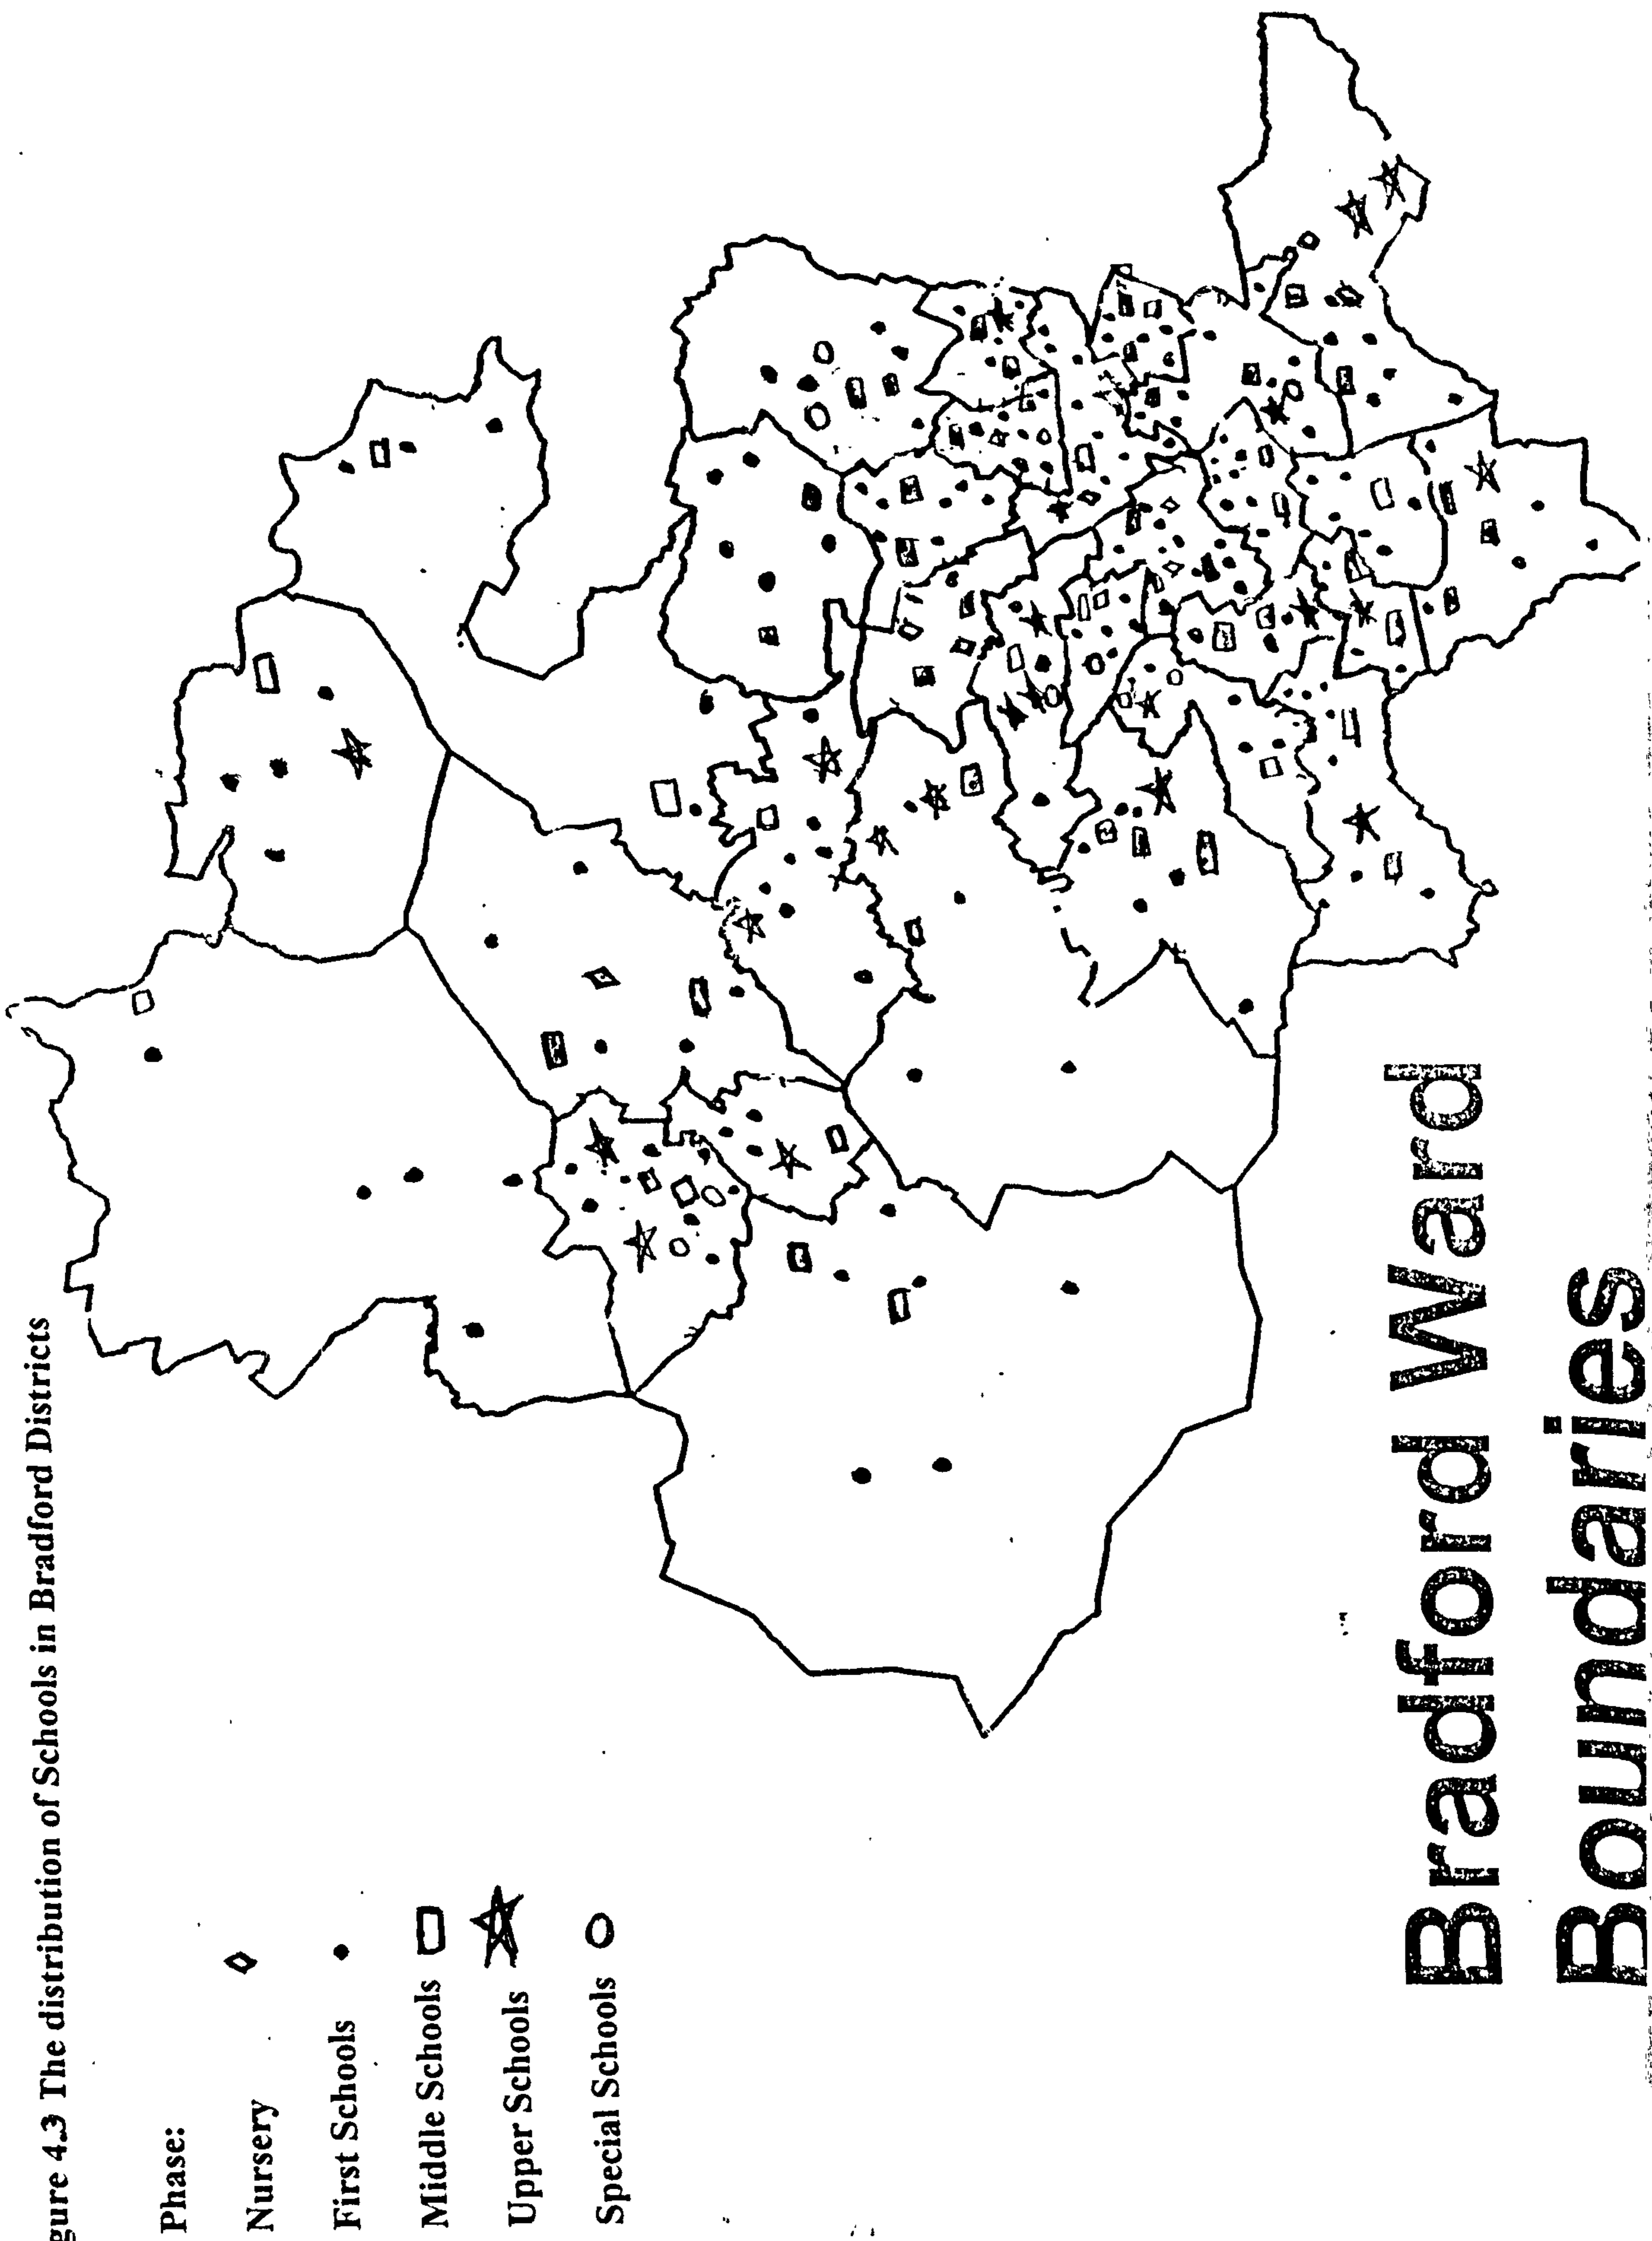 gure 4.3 The distribution of Schools in Bradford Districts
Phase:
Nursery
First Schools
Middle Schools
Upper Schools
Special Schools
Bradford Ward
Boundaries